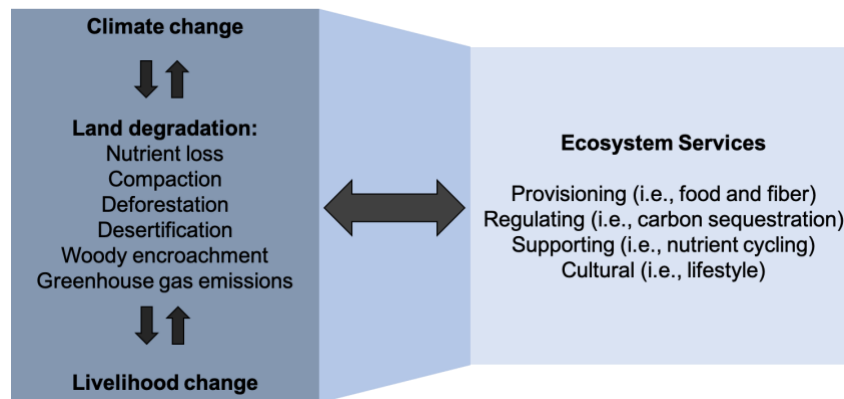 Climate change
Land degradation:
Nutrient loss
Compaction
Deforestation
Desertification
Woody encroachment
Greenhouse gas emissions
Livelihood change
Ecosystem Services
Provisioning (i.e., food and fiber)
Regulating (i.e., carbon sequestration)
Supporting (i.e., nutrient cycling)
Cultural (i.e., lifestyle)